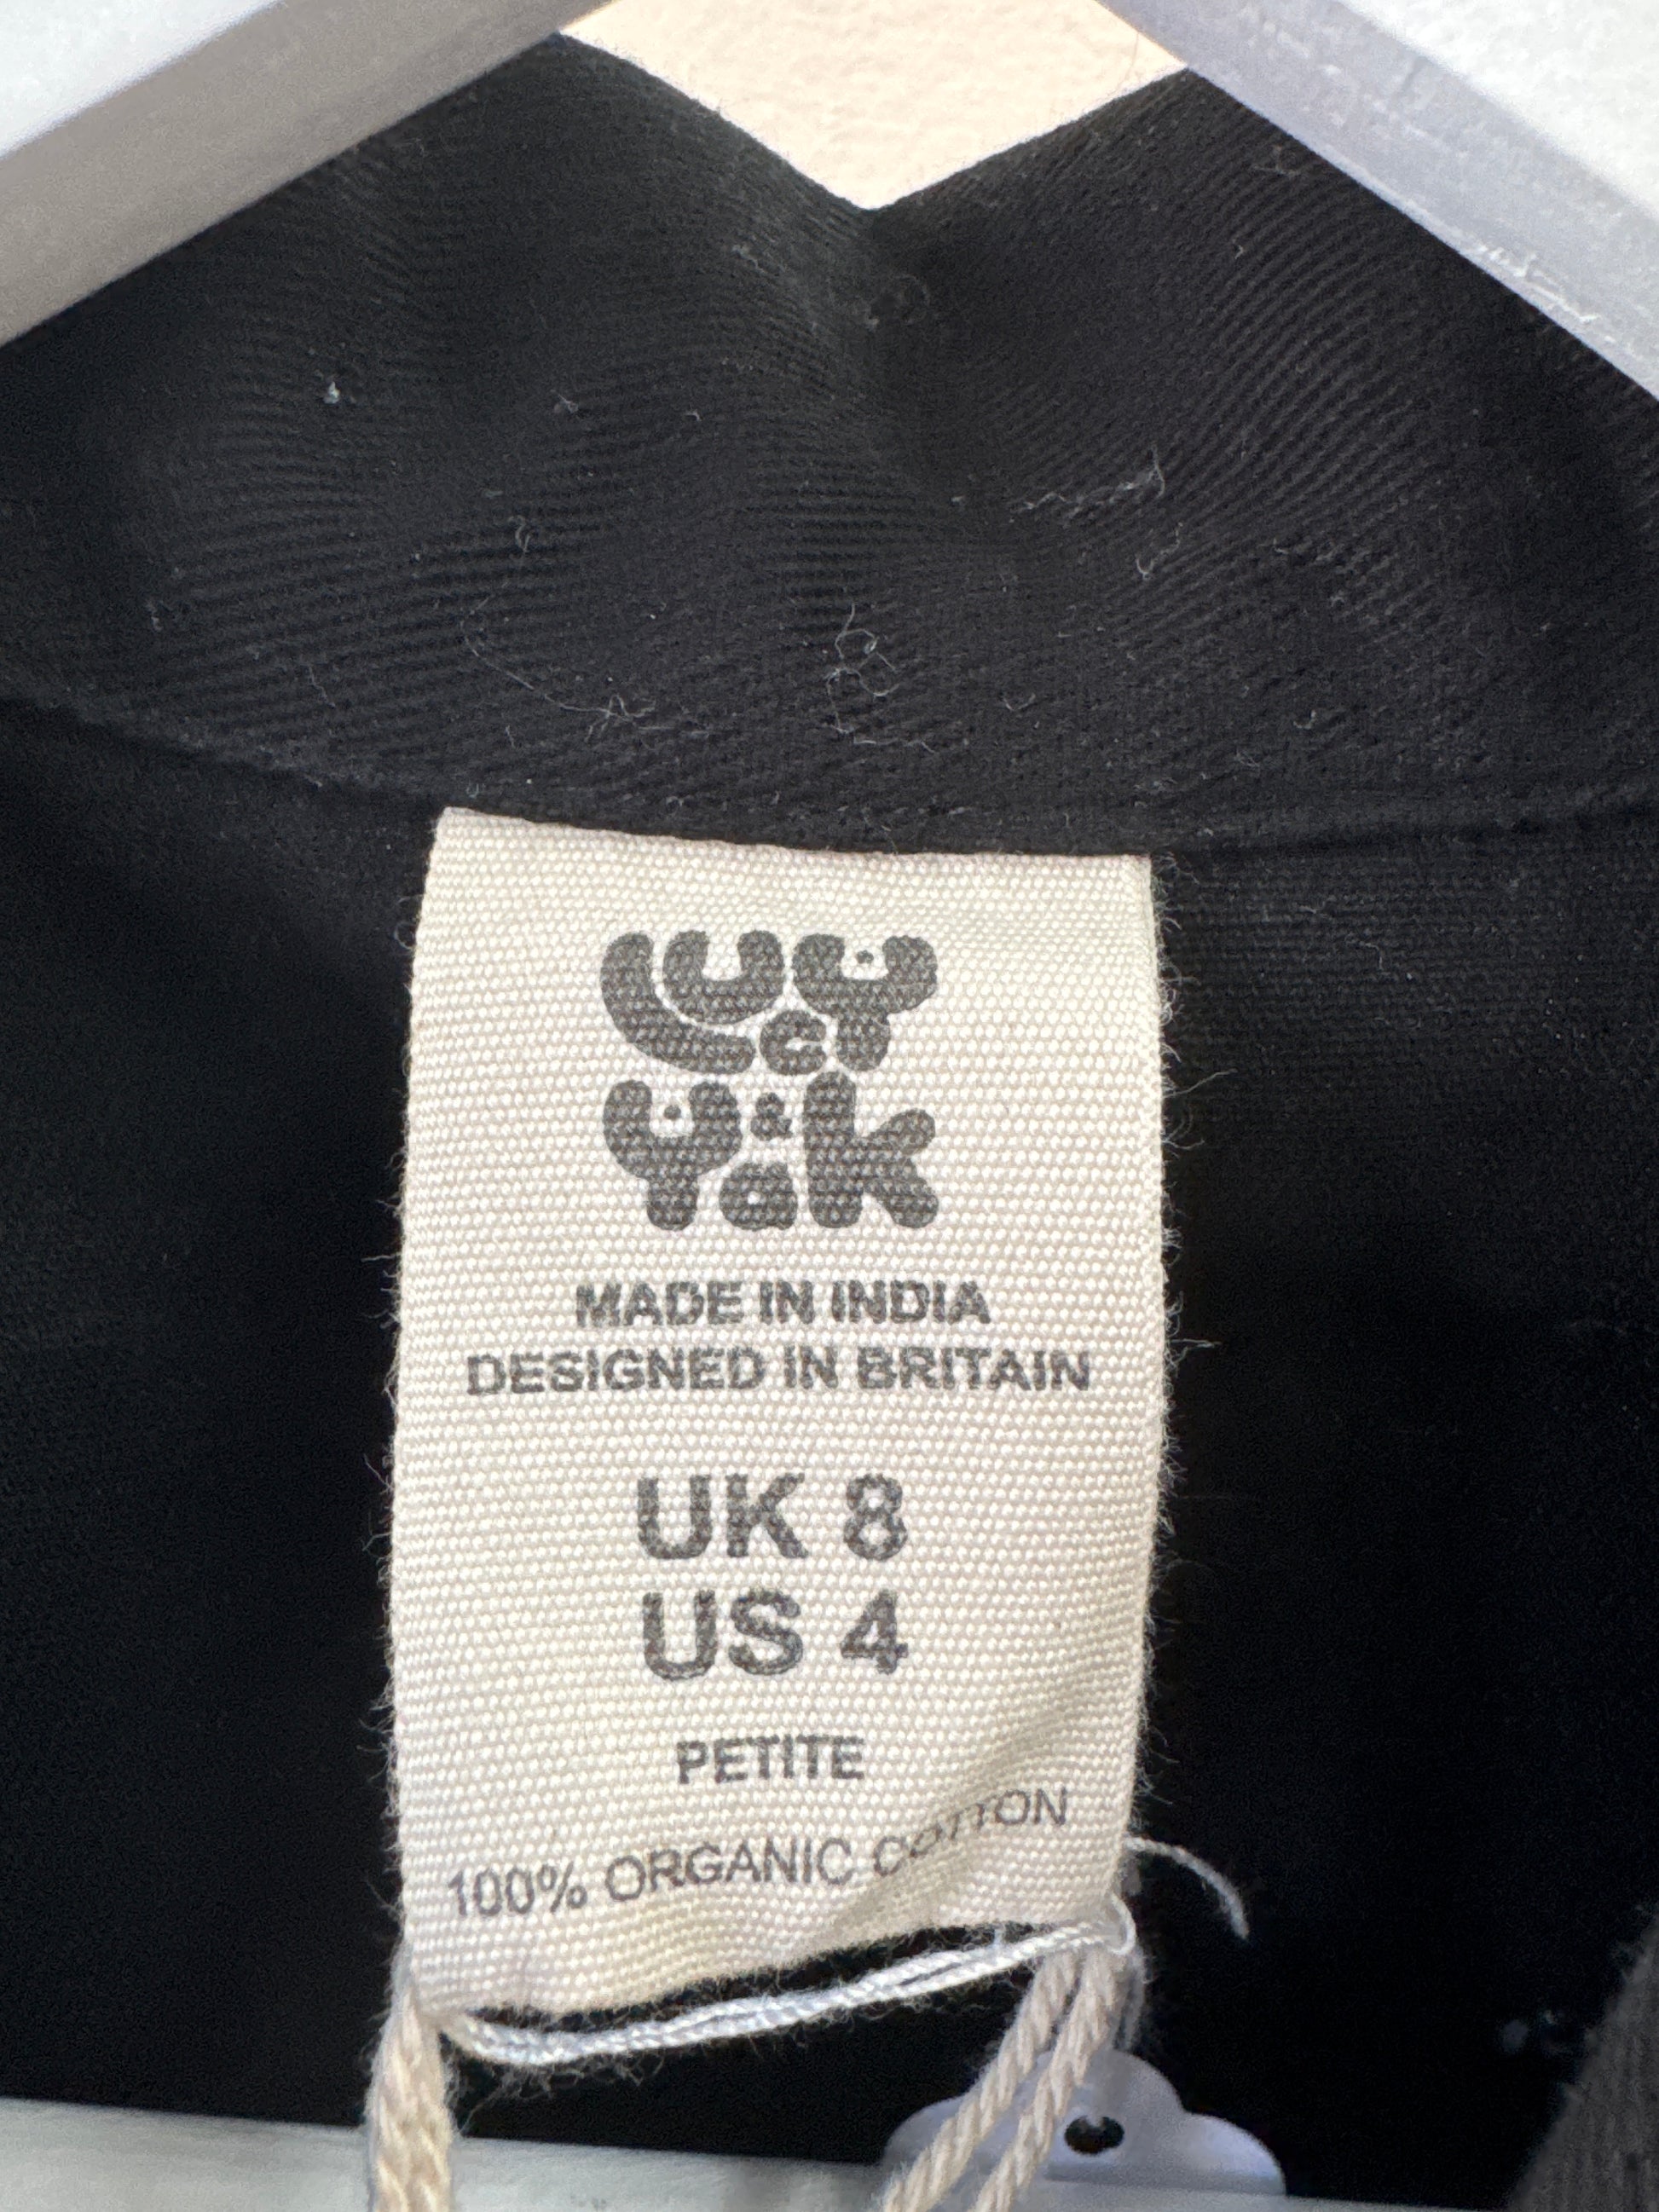 Lucy
& Yak
MADE IN INDIA
DESIGNED IN BRITAIN
UK 8
US 4
PETITE
100% ORGANIC COTTON